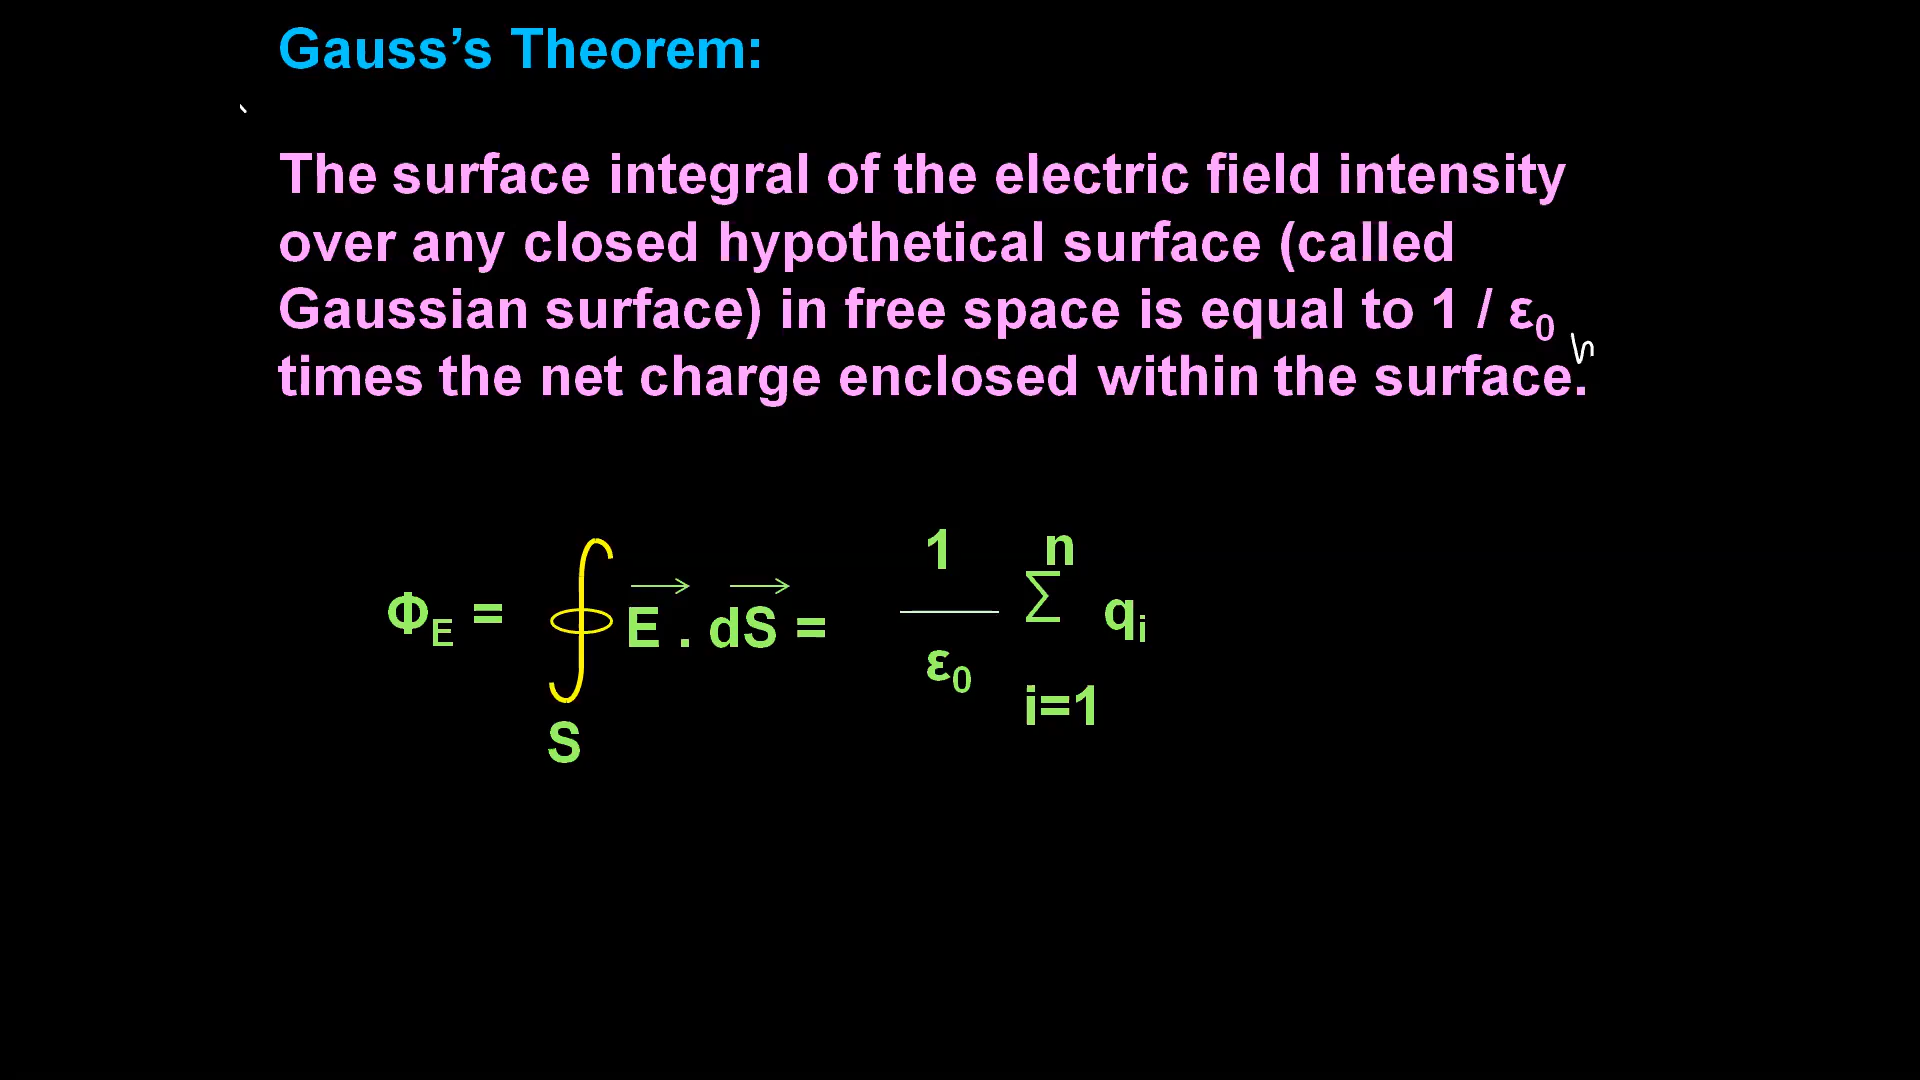 Gauss’s Theorem:
The surface integral of the electric field intensity
over any closed hypothetical surface (called
Gaussian surface) in free space is equal to 1 / ε₀
times the net charge enclosed within the surface.
Φ_E = ∮_S E⃗ . dS⃗ = 1/ε₀ ∑_{i=1}^{n} qᵢ